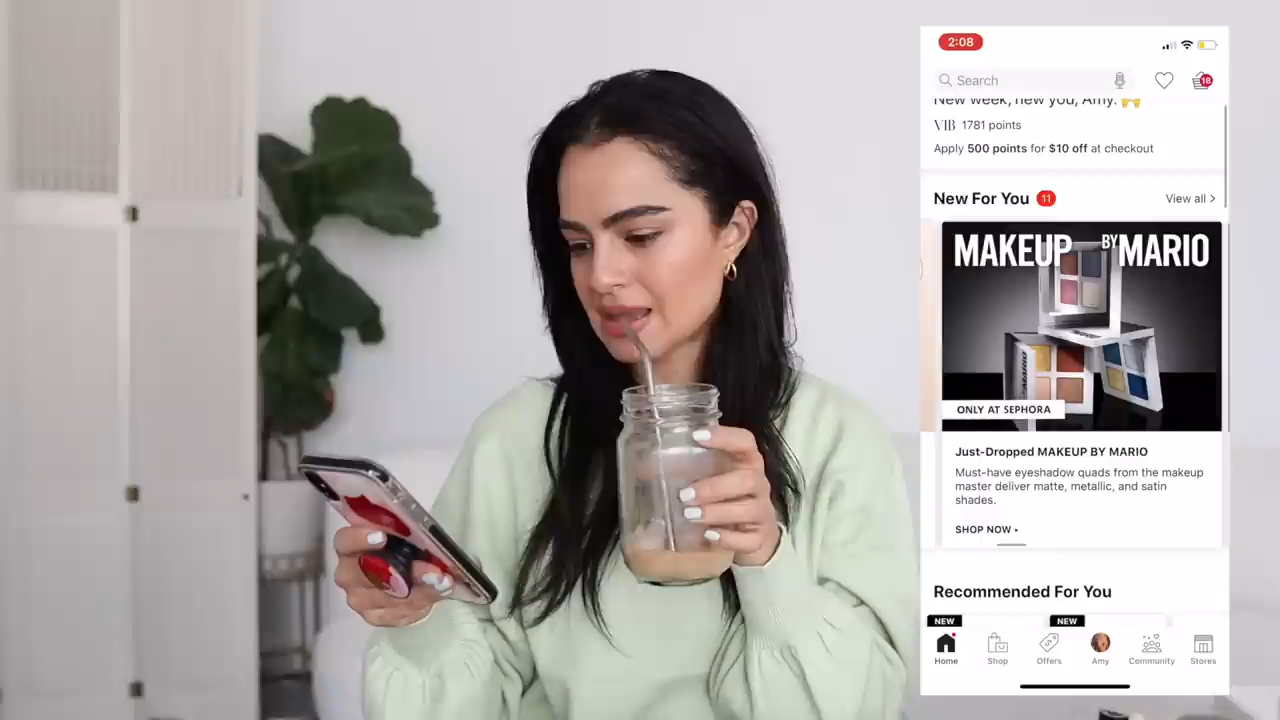 2:08
Search
18
New week, new you, Amy. 🙌
VIB 1781 points
Apply 500 points for $10 off at checkout
New For You 11
View all >
MAKEUP BY MARIO
MARIO
ONLY AT SEPHORA
Just-Dropped MAKEUP BY MARIO
Must-have eyeshadow quads from the makeup
master deliver matte, metallic, and satin
shades.
SHOP NOW ▸
Recommended For You
NEW
NEW
Home
Shop
Offers
Amy
Community
Stores